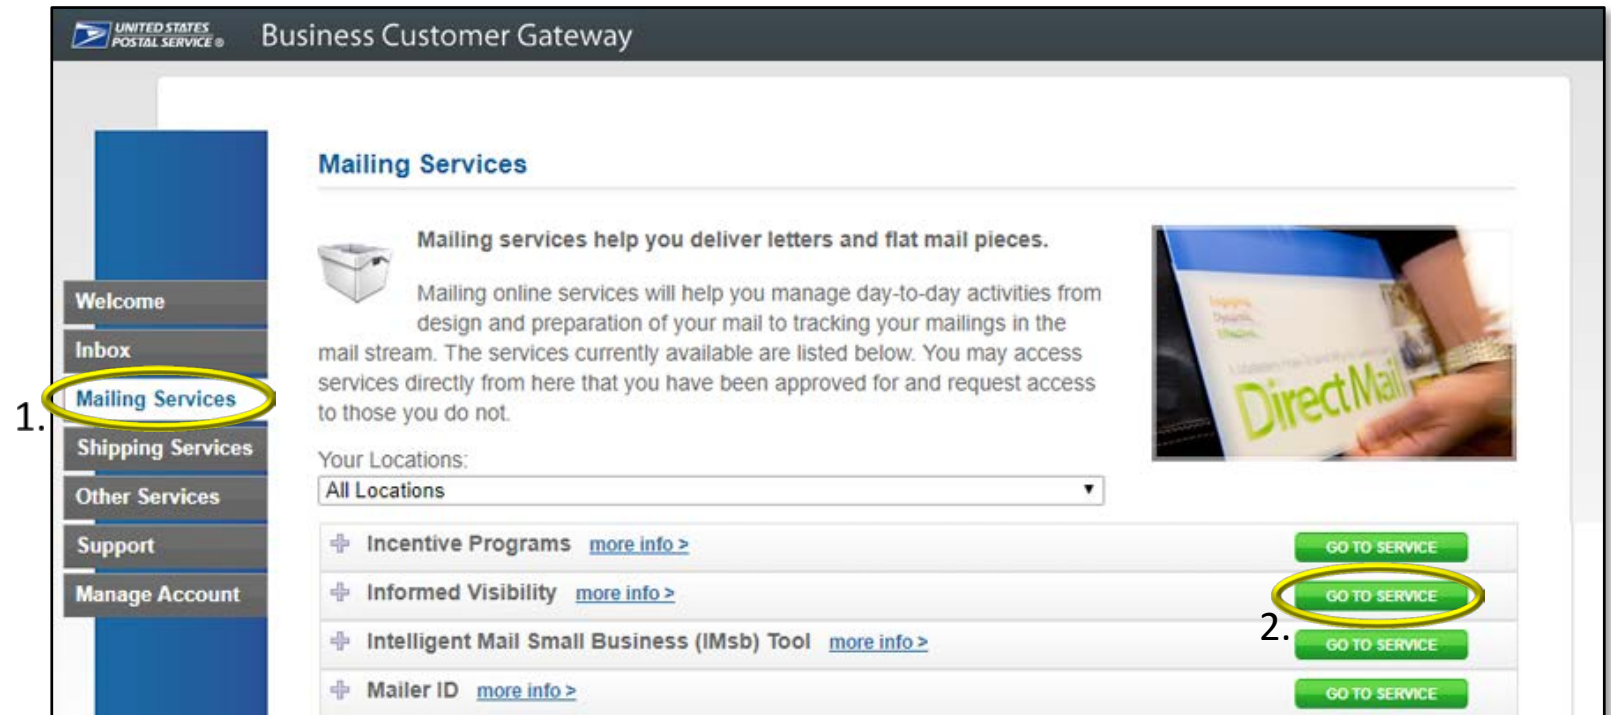 UNITED STATES
POSTAL SERVICE ®
Business Customer Gateway
Mailing Services
Mailing services help you deliver letters and flat mail pieces.
Mailing online services will help you manage day-to-day activities from
design and preparation of your mail to tracking your mailings in the
mail stream. The services currently available are listed below. You may access
services directly from here that you have been approved for and request access
to those you do not.
DirectMail
Welcome
Inbox
1. Mailing Services
Shipping Services
Other Services
Support
Manage Account
Your Locations:
All Locations
Incentive Programs more info > GO TO SERVICE
Informed Visibility more info > GO TO SERVICE
2.
Intelligent Mail Small Business (IMsb) Tool more info > GO TO SERVICE
Mailer ID more info > GO TO SERVICE